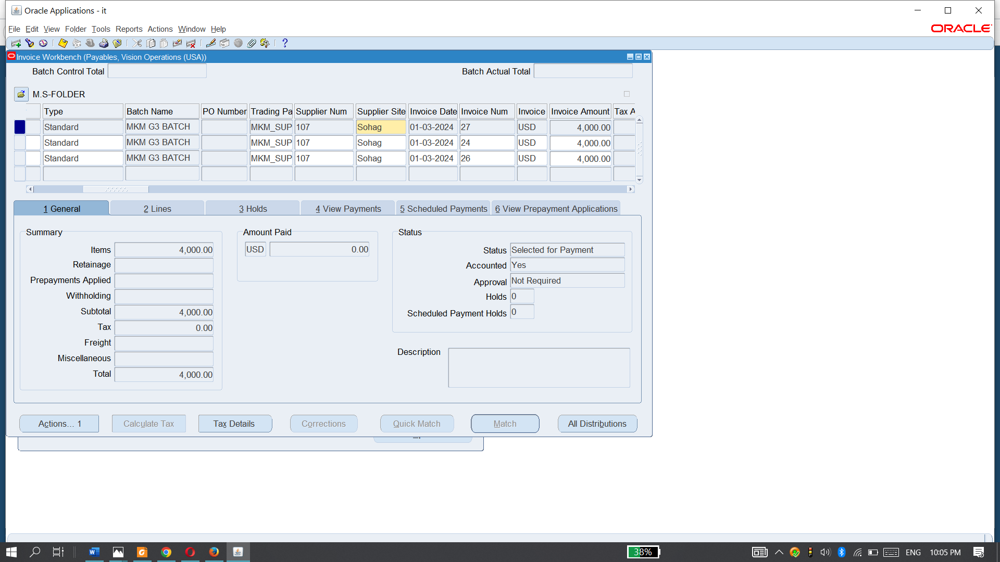 Oracle Applications - it
File Edit View Folder Tools Reports Actions Window Help
ORACLE
Invoice Workbench (Payables, Vision Operations (USA))
Batch Control Total
Batch Actual Total
M.S-FOLDER
Type Batch Name PO Number Trading Pa Supplier Num Supplier Site Invoice Date Invoice Num Invoice Invoice Amount Tax A
Standard MKM G3 BATCH MKM_SUP 107 Sohag 01-03-2024 27 USD 4,000.00
Standard MKM G3 BATCH MKM_SUP 107 Sohag 01-03-2024 24 USD 4,000.00
Standard MKM G3 BATCH MKM_SUP 107 Sohag 01-03-2024 26 USD 4,000.00
1 General 2 Lines 3 Holds 4 View Payments 5 Scheduled Payments 6 View Prepayment Applications
Summary
Items 4,000.00
Retainage
Prepayments Applied
Withholding
Subtotal 4,000.00
Tax 0.00
Freight
Miscellaneous
Total 4,000.00
Amount Paid
USD 0.00
Status
Status Selected for Payment
Accounted Yes
Approval Not Required
Holds 0
Scheduled Payment Holds 0
Description
Actions... 1 Calculate Tax Tax Details Corrections Quick Match Match All Distributions
38%
ENG 10:05 PM